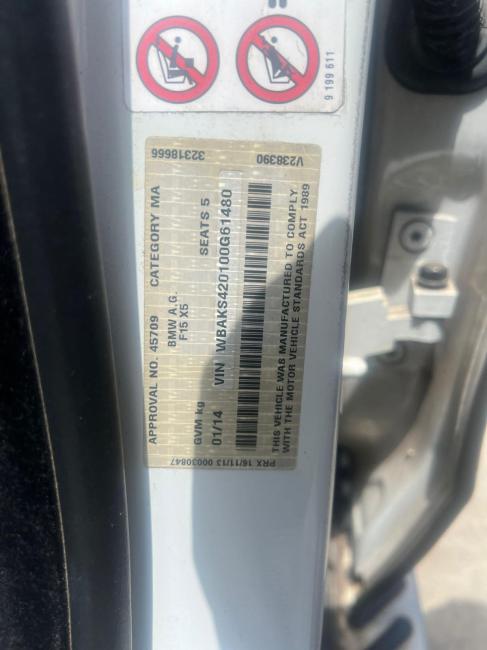 9 199 611
32318666
V238390
APPROVAL NO. 45709 CATEGORY MA
BMW A.G.
F15 X5
GVM kg SEATS 5
01/14
VIN WBAKS420100G61480
THIS VEHICLE WAS MANUFACTURED TO COMPLY
WITH THE MOTOR VEHICLE STANDARDS ACT 1989
PRX 16/11/13 00030847